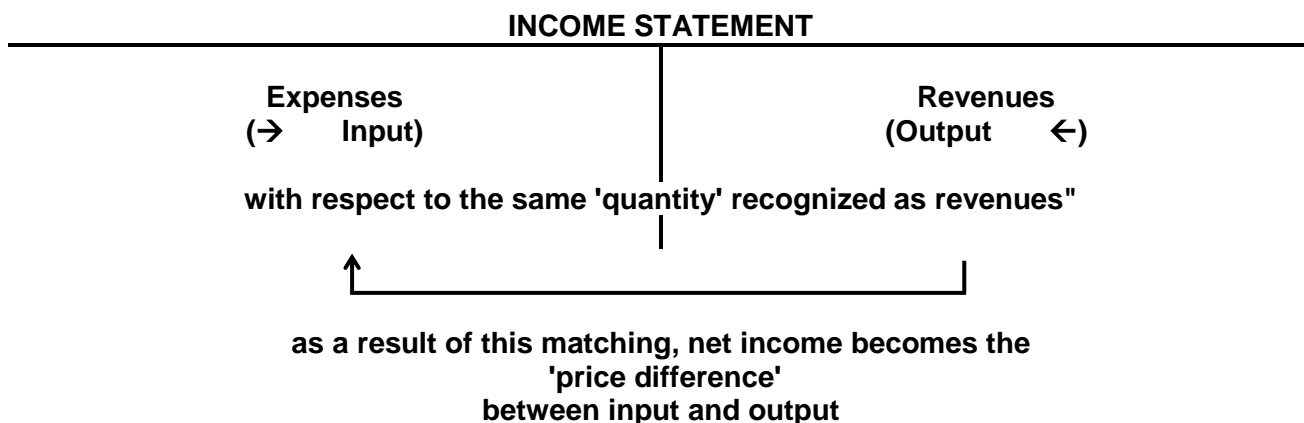 INCOME STATEMENT
Expenses
(→ Input)
Revenues
(Output ←)
with respect to the same 'quantity' recognized as revenues"
as a result of this matching, net income becomes the
'price difference'
between input and output